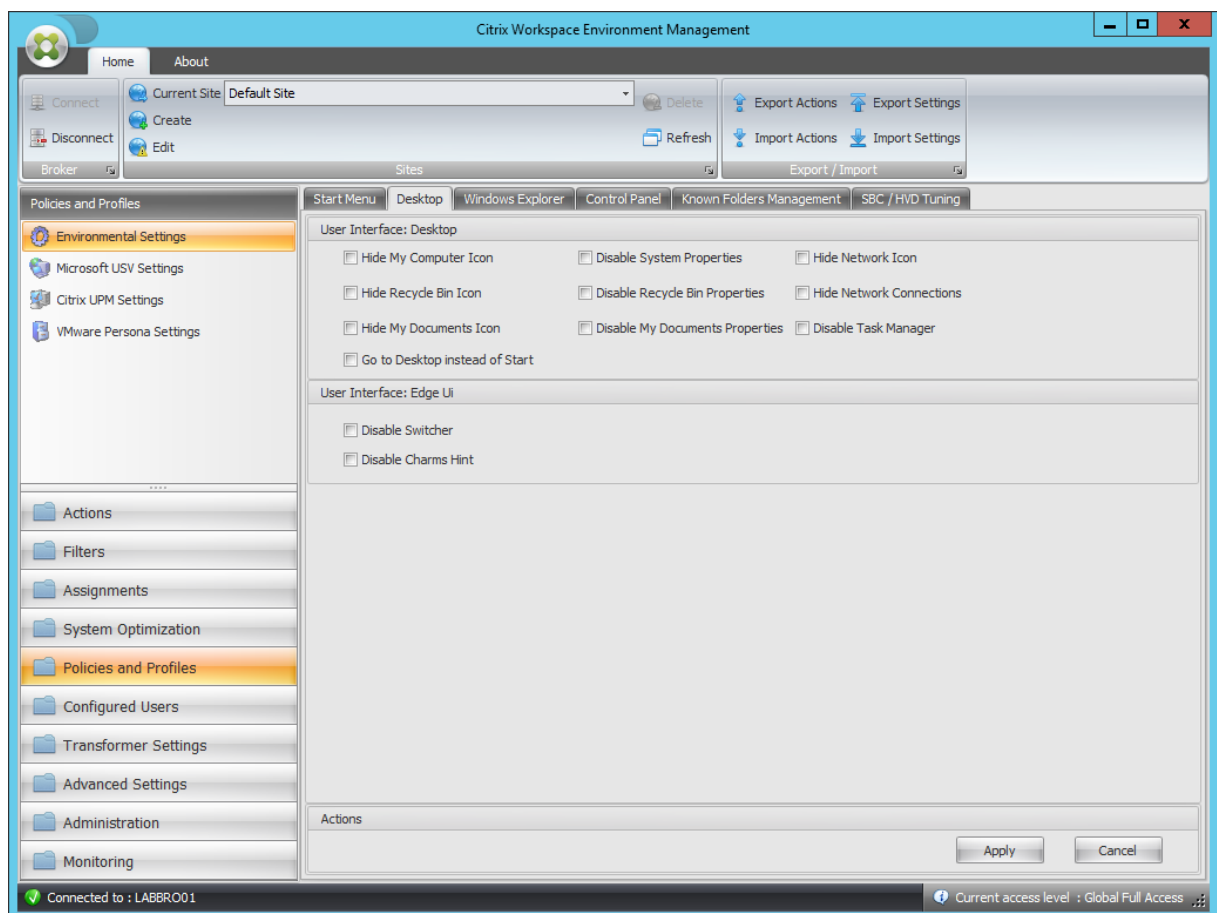 Citrix Workspace Environment Management
Home About
Connect
Disconnect
Broker
Current Site Default Site
Create
Edit
Delete
Refresh
Sites
Export Actions Export Settings
Import Actions Import Settings
Export / Import
Policies and Profiles
Environmental Settings
Microsoft USV Settings
Citrix UPM Settings
VMware Persona Settings
Actions
Filters
Assignments
System Optimization
Policies and Profiles
Configured Users
Transformer Settings
Advanced Settings
Administration
Monitoring
Start Menu Desktop Windows Explorer Control Panel Known Folders Management SBC / HVD Tuning
User Interface: Desktop
Hide My Computer Icon Disable System Properties Hide Network Icon
Hide Recycle Bin Icon Disable Recycle Bin Properties Hide Network Connections
Hide My Documents Icon Disable My Documents Properties Disable Task Manager
Go to Desktop instead of Start
User Interface: Edge Ui
Disable Switcher
Disable Charms Hint
Actions
Apply Cancel
Connected to : LABBRO01
Current access level : Global Full Access